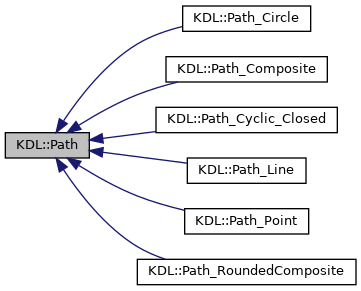 KDL::Path_Circle
KDL::Path_Composite
KDL::Path_Cyclic_Closed
KDL::Path
KDL::Path_Line
KDL::Path_Point
KDL::Path_RoundedComposite